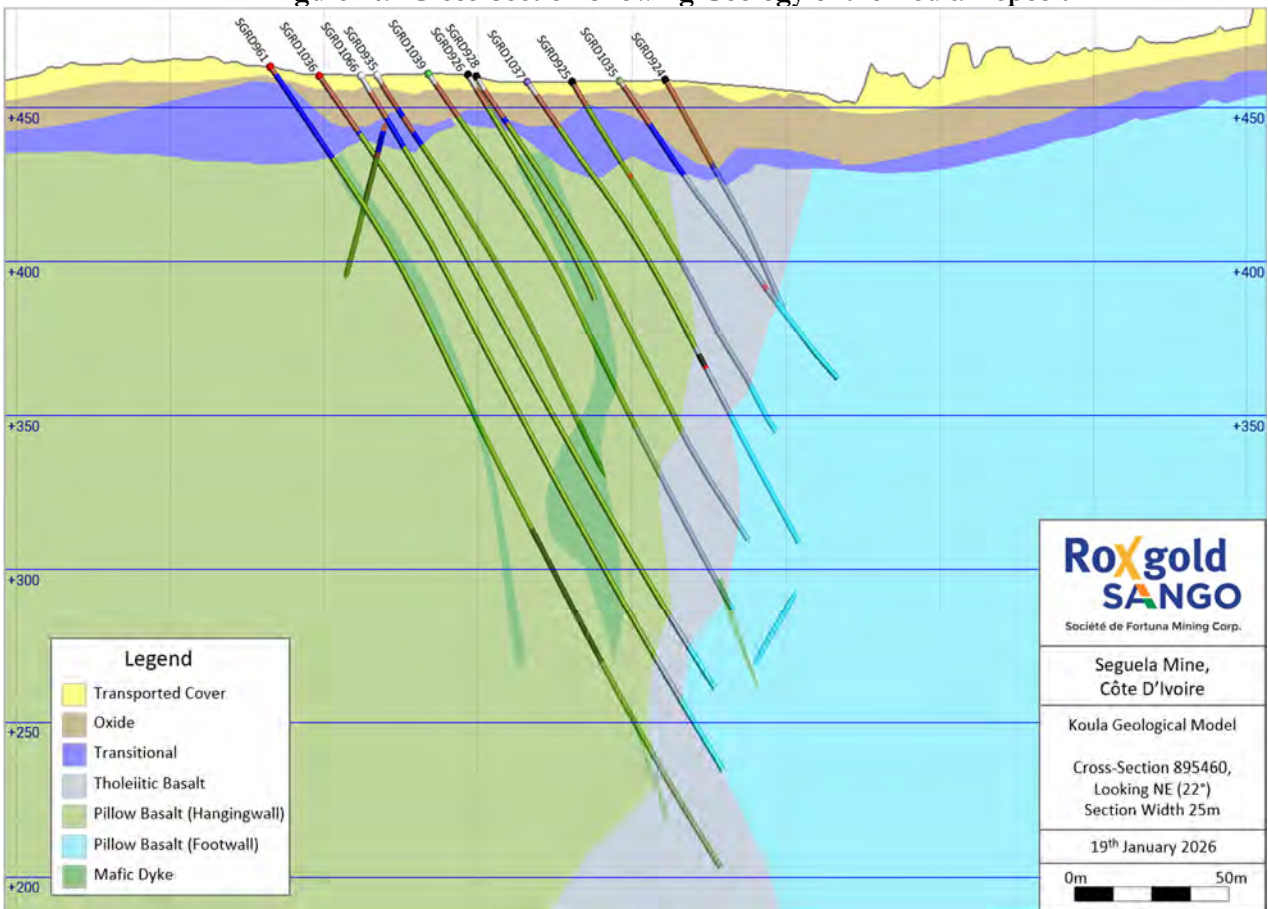 SGRD961
SGRD1036
SGRD1066
SGRD935
SGRD1039
SGRD926
SGRD928
SGRD1037
SGRD925
SGRD1035
SGRD924
+450
+450
+400
+400
+350
+350
+300
+250
+200
Legend
Transported Cover
Oxide
Transitional
Tholeiitic Basalt
Pillow Basalt (Hangingwall)
Pillow Basalt (Footwall)
Mafic Dyke
Roxgold
SANGO
Société de Fortuna Mining Corp.
Seguela Mine,
Côte D'Ivoire
Koula Geological Model
Cross-Section 895460,
Looking NE (22°)
Section Width 25m
19th January 2026
0m 50m